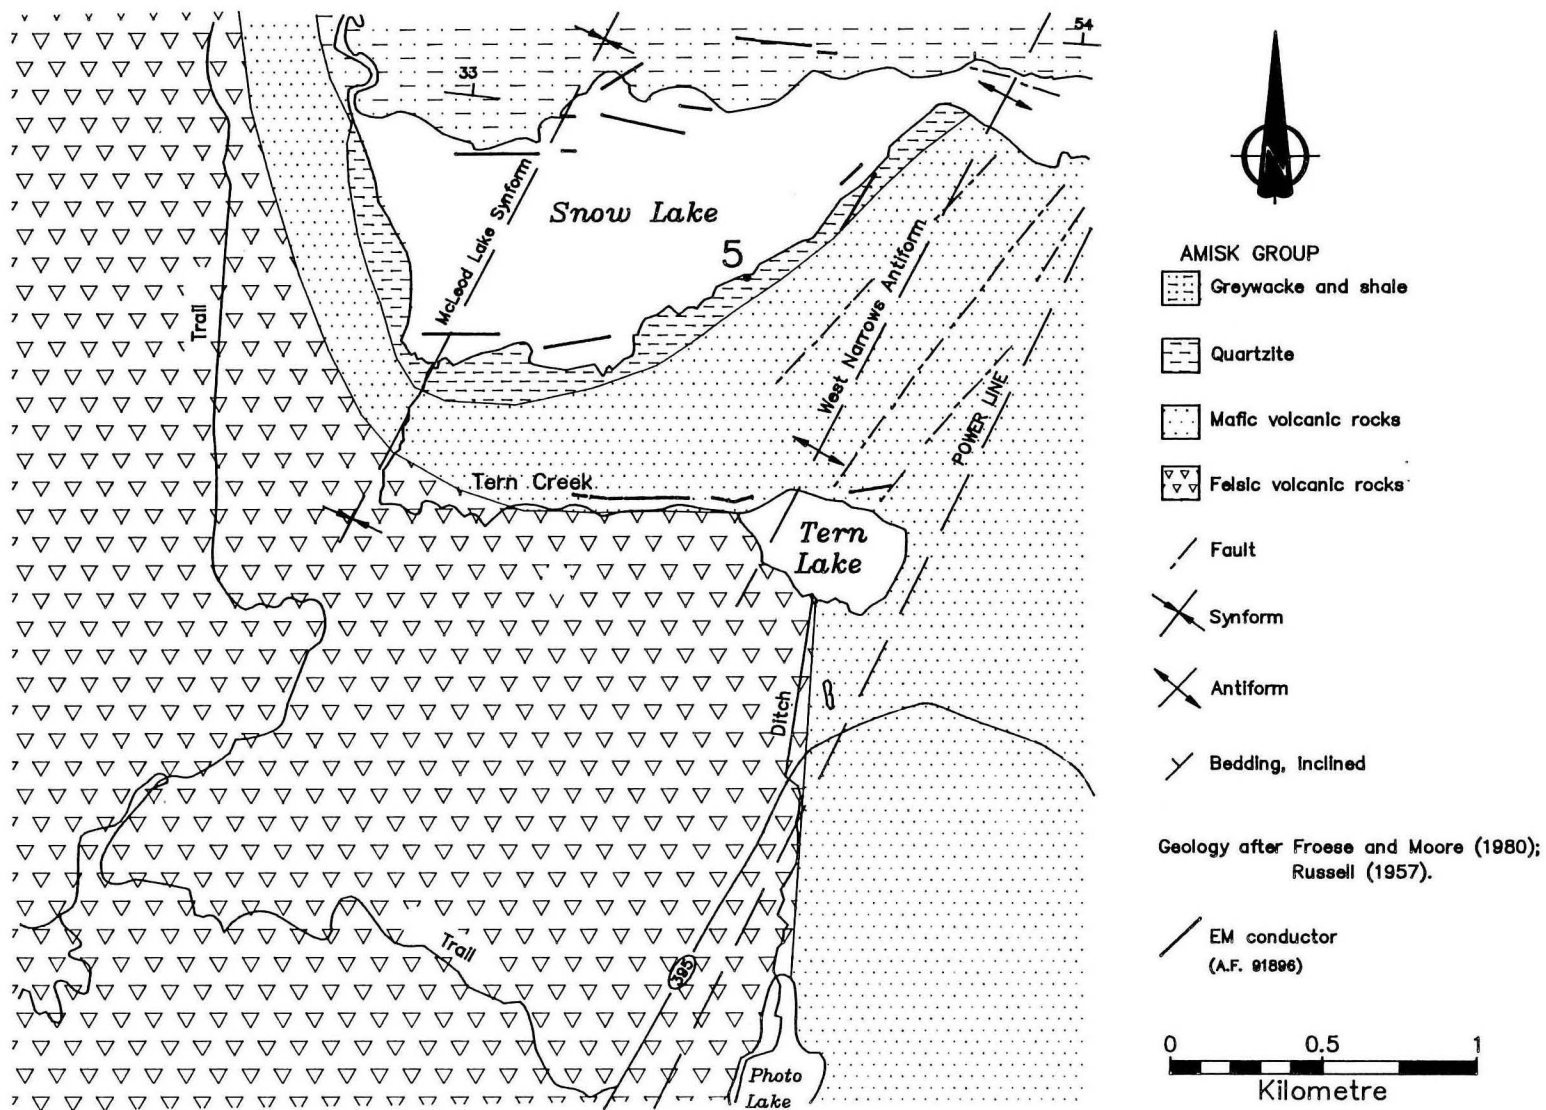 54
33
McLeod Lake Synform
Snow Lake
5
West Narrows Antiform
Trail
POWER LINE
Tern Creek
Tern
Lake
Ditch
Trail
395
Photo
Lake
N
AMISK GROUP
Greywacke and shale
Quartzite
Mafic volcanic rocks
Felsic volcanic rocks
Fault
Synform
Antiform
Bedding, inclined
Geology after Froese and Moore (1980);
Russell (1957).
EM conductor
(A.F. 91896)
0 0.5 1
Kilometre